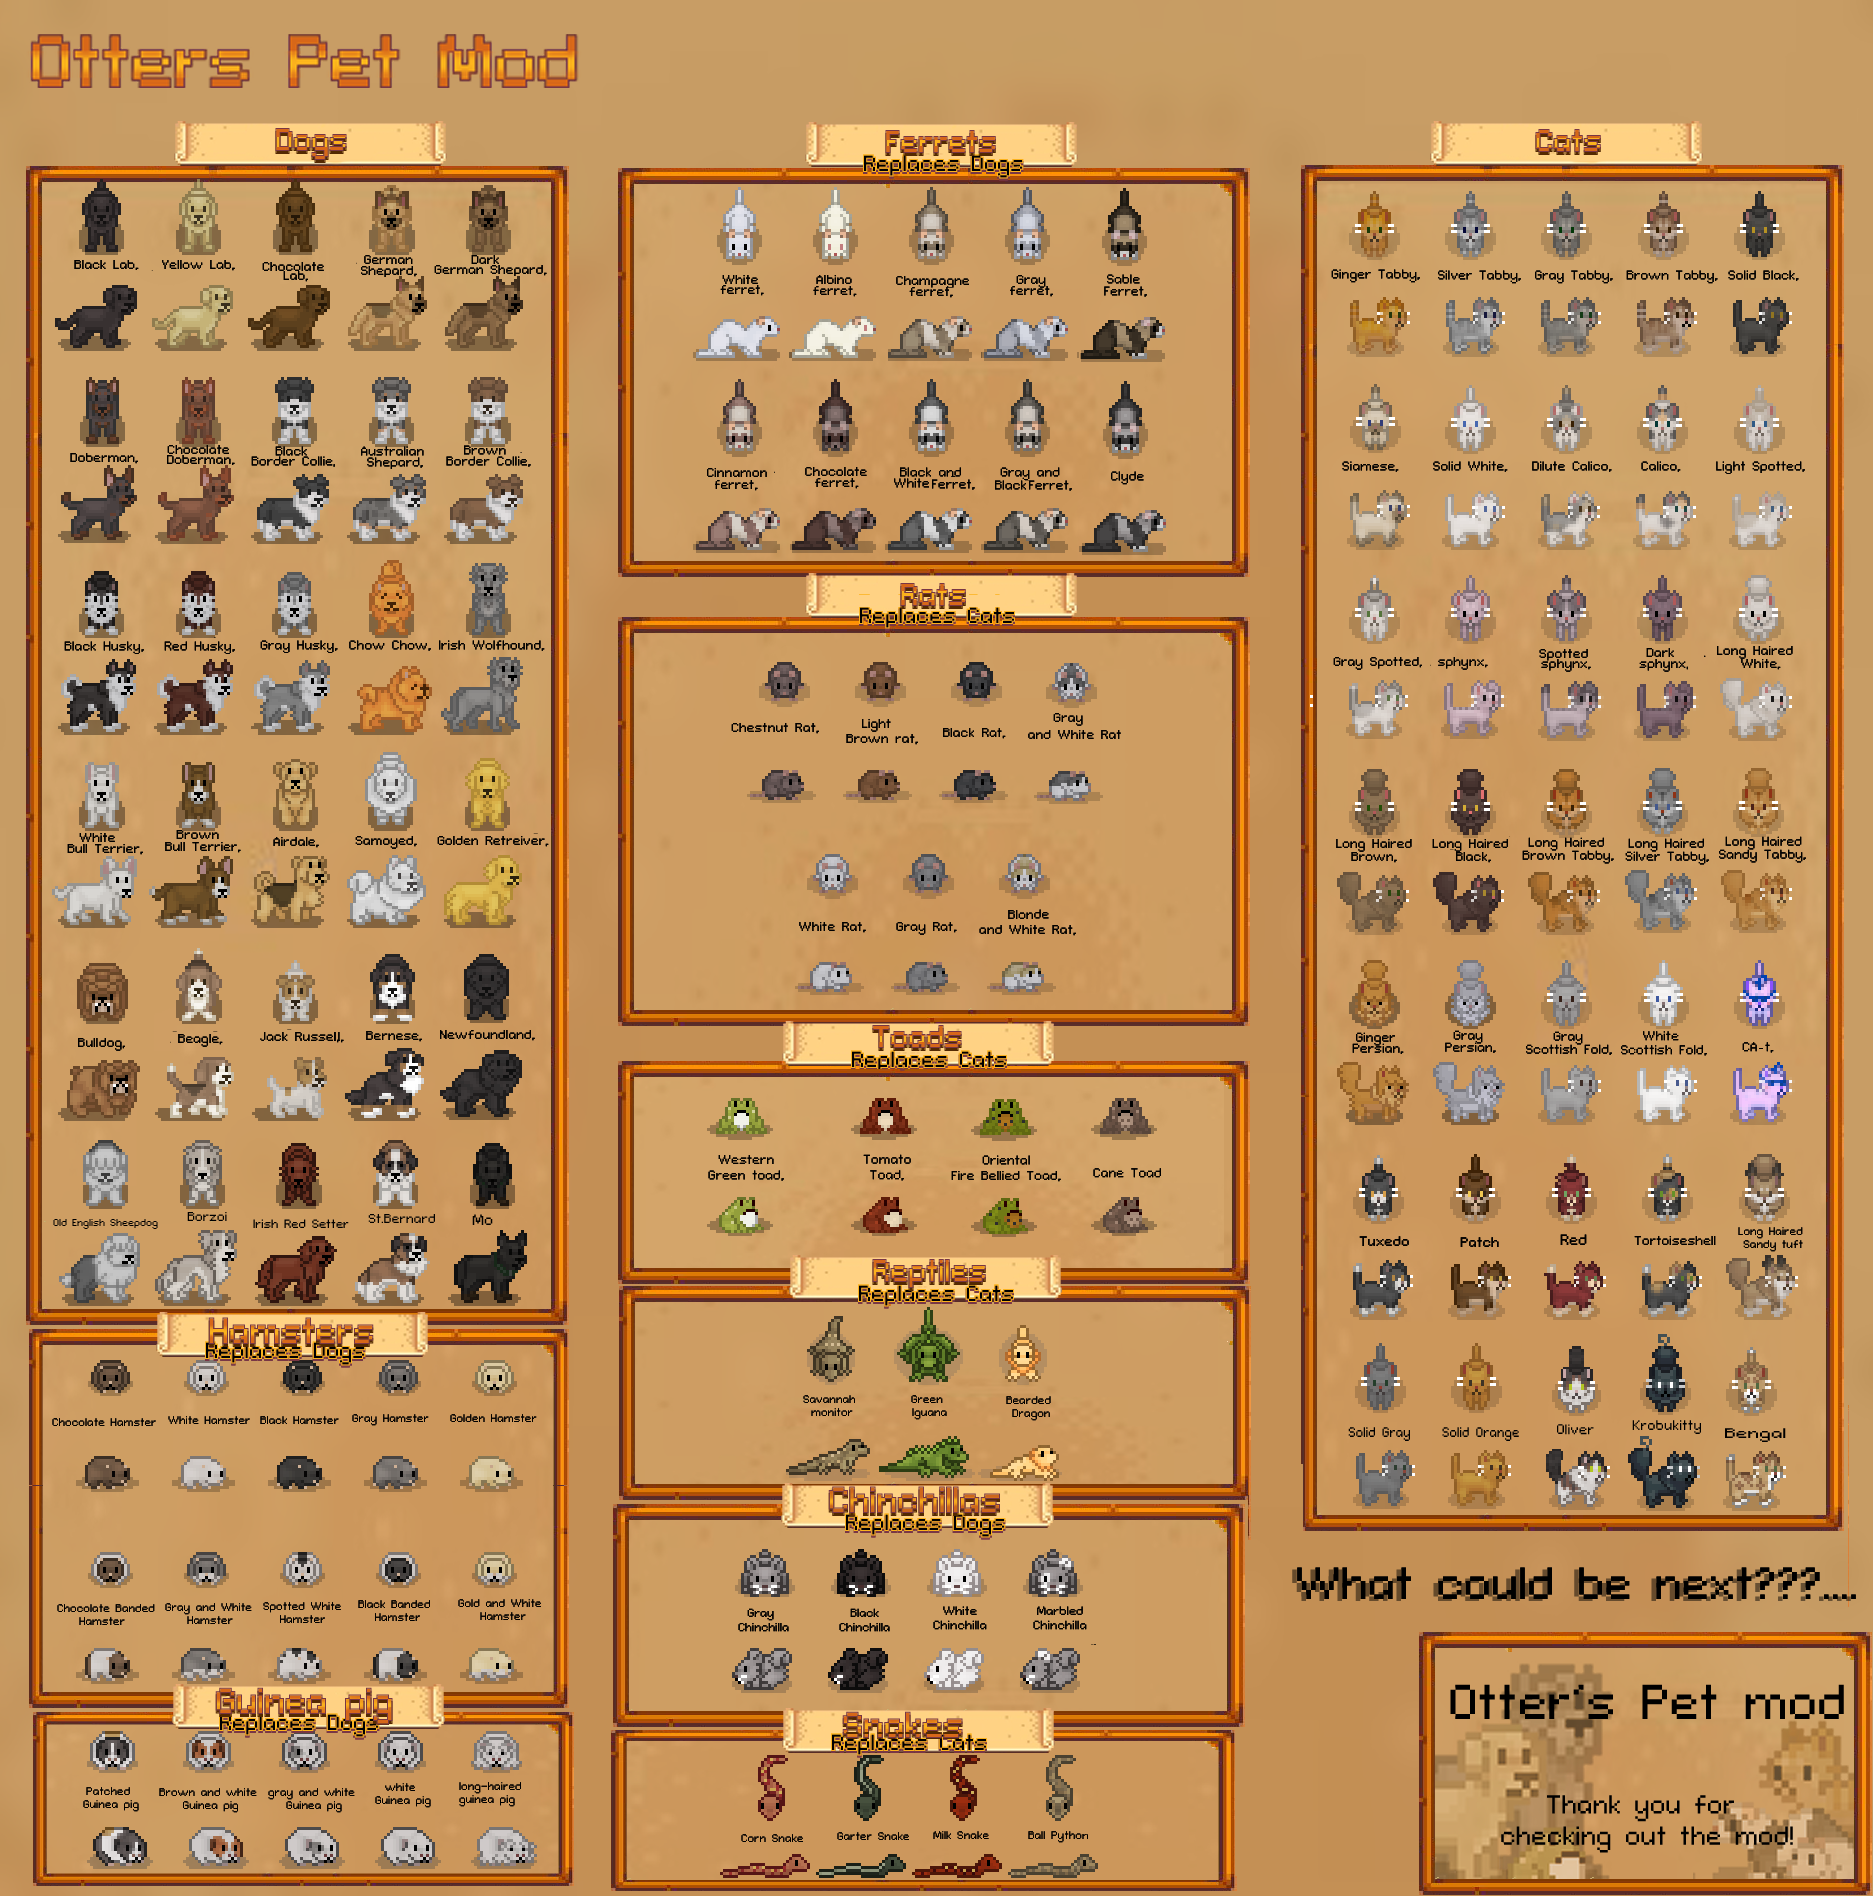 Otters Pet Mod
Dogs
Black Lab,
Yellow Lab,
Chocolate
Lab,
German
Shepard,
Dark
German Shepard,
Doberman,
Chocolate
Doberman,
Black
Border Collie,
Australian
Shepard,
Brown
Border Collie,
Black Husky,
Red Husky,
Gray Husky,
Chow Chow,
Irish Wolfhound,
White
Bull Terrier,
Brown
Bull Terrier,
Airdale,
Samoyed,
Golden Retreiver,
Bulldog,
Beagle,
Jack Russell,
Bernese,
Newfoundland,
Old English Sheepdog
Borzoi
Irish Red Setter
St.Bernard
Mo
Hamsters
Replaces Dogs
Chocolate Hamster
White Hamster
Black Hamster
Gray Hamster
Golden Hamster
Chocolate Banded
Hamster
Gray and White
Hamster
Spotted White
Hamster
Black Banded
Hamster
Gold and White
Hamster
Guinea pig
Replaces Dogs
Patched
Guinea pig
Brown and white
Guinea pig
gray and white
Guinea pig
white
Guinea pig
long-haired
guinea pig
Ferrets
Replaces Dogs
White
ferret,
Albino
ferret,
Champagne
ferret,
Gray
ferret,
Sable
Ferret,
Cinnamon
ferret,
Chocolate
ferret,
Black and
White Ferret,
Gray and
Black Ferret,
Clyde
Rats
Replaces Cats
Chestnut Rat,
Light
Brown rat,
Black Rat,
Gray
and White Rat
White Rat,
Gray Rat,
Blonde
and White Rat,
Toads
Replaces Cats
Western
Green toad,
Tomato
Toad,
Oriental
Fire Bellied Toad,
Cane Toad
Reptiles
Replaces Cats
Savannah
monitor
Green
Iguana
Bearded
Dragon
Chinchillas
Replaces Dogs
Gray
Chinchilla
Black
Chinchilla
White
Chinchilla
Marbled
Chinchilla
Snakes
Replaces Cats
Corn Snake
Garter Snake
Milk Snake
Ball Python
Cats
Ginger Tabby,
Silver Tabby,
Gray Tabby,
Brown Tabby,
Solid Black,
Siamese,
Solid White,
Dilute Calico,
Calico,
Light Spotted,
Gray Spotted,
sphynx,
Spotted
sphynx,
Dark
sphynx,
Long Haired
White,
Long Haired
Brown,
Long Haired
Black,
Long Haired
Brown Tabby,
Long Haired
Silver Tabby,
Long Haired
Sandy Tabby,
Ginger
Persian,
Gray
Persian,
Gray
Scottish Fold,
White
Scottish Fold,
CA-t,
Tuxedo
Patch
Red
Tortoiseshell
Long Haired
Sandy tuft
Solid Gray
Solid Orange
Oliver
Krobukitty
Bengal
What could be next???....
Otter's Pet mod
Thank you for
checking out the mod!